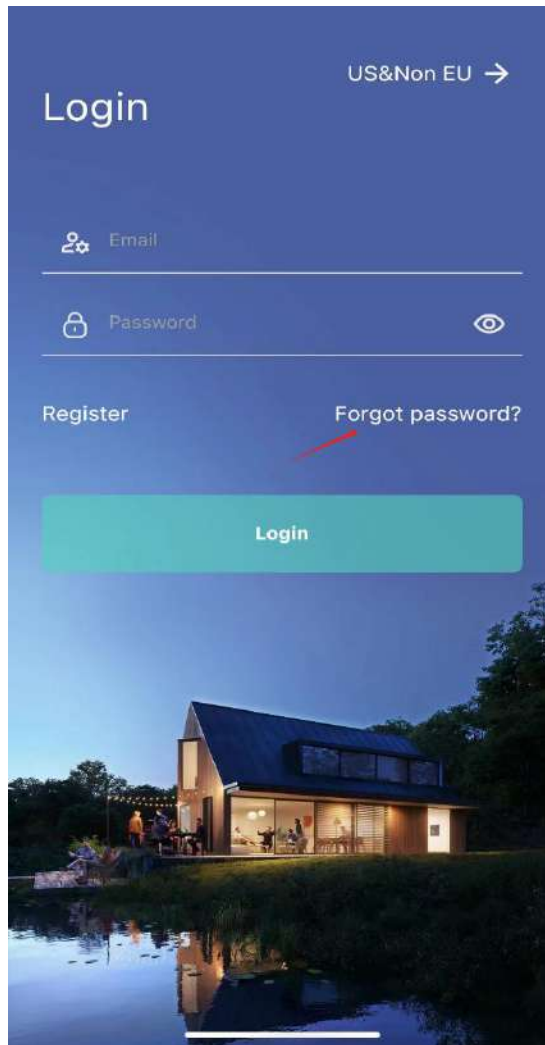 US&Non EU →
Login
Email
Password
Register
Forgot password?
Login